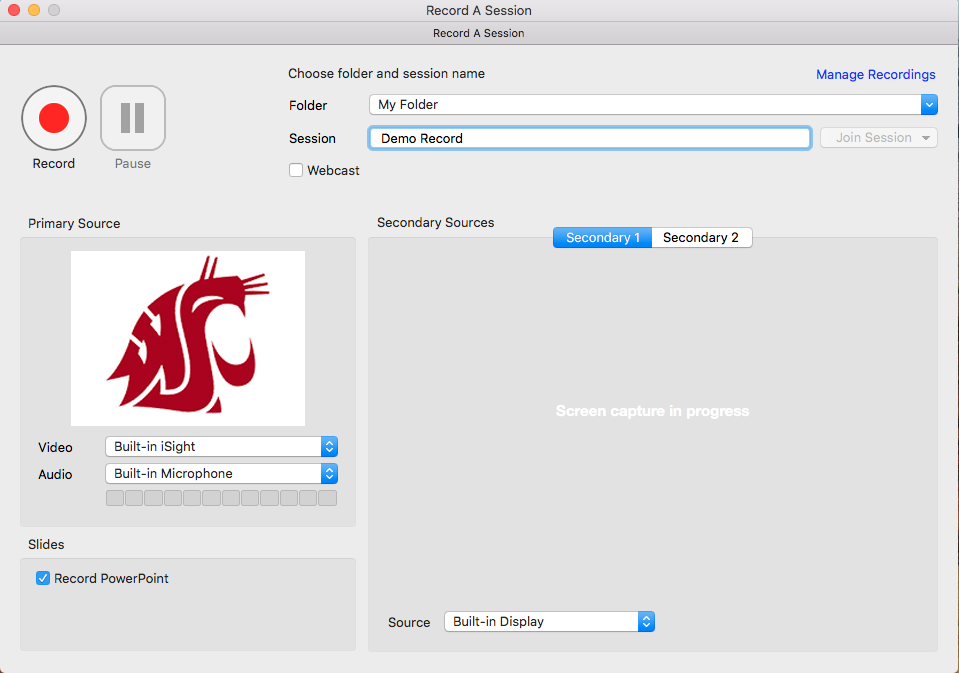 Record A Session
Record A Session
Choose folder and session name
Manage Recordings
Folder
My Folder
Session
Demo Record
Join Session
Record
Pause
Webcast
Primary Source
Secondary Sources
Secondary 1
Secondary 2
WSC
Screen capture in progress
Video
Built-in iSight
Audio
Built-in Microphone
Slides
Record PowerPoint
Source
Built-in Display